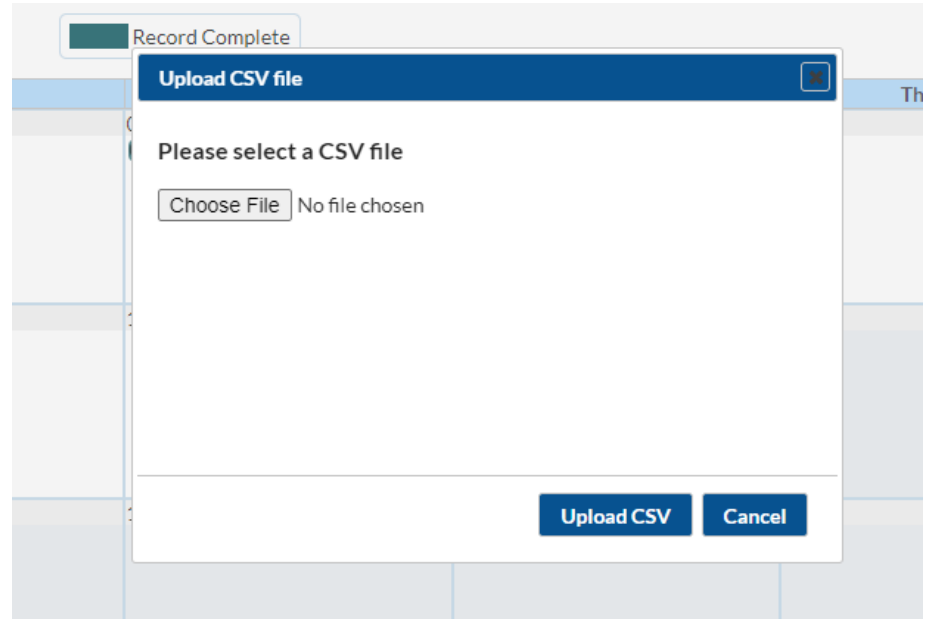 Record Complete
Upload CSV file
Th
Please select a CSV file
Choose File No file chosen
Upload CSV Cancel